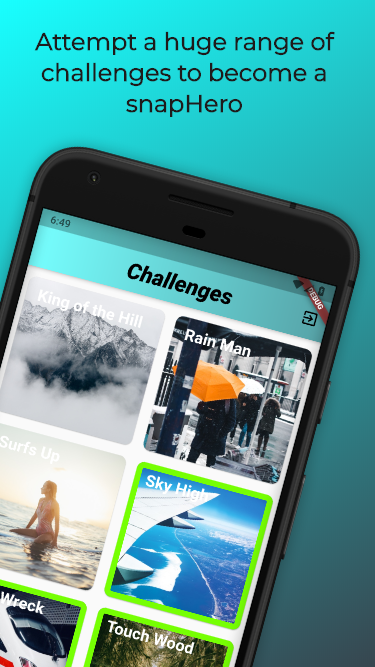 Attempt a huge range of
challenges to become a
snapHero
6:49
DEBUG
Challenges
King of the Hill
Rain Man
Surfs Up
Sky High
Wreck
Touch Wood